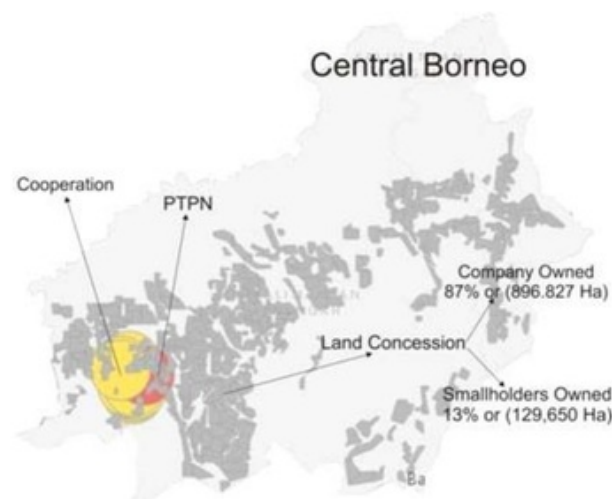 Central Borneo
Cooperation
PTPN
Company Owned
87% or (896.827 Ha)
Land Concession
Smallholders Owned
13% or (129,650 Ha)
Ba